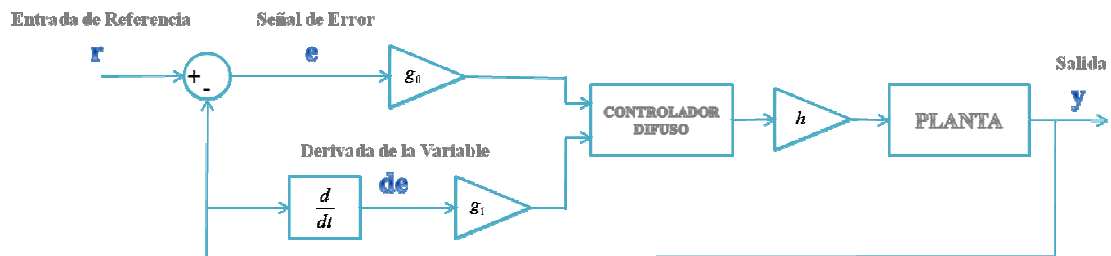 Entrada de Referencia
Señal de Error
Salida
r
e
y
+
-
g₀
CONTROLADOR
DIFUSO
h
PLANTA
Derivada de la Variable
de
d
dt
g₁